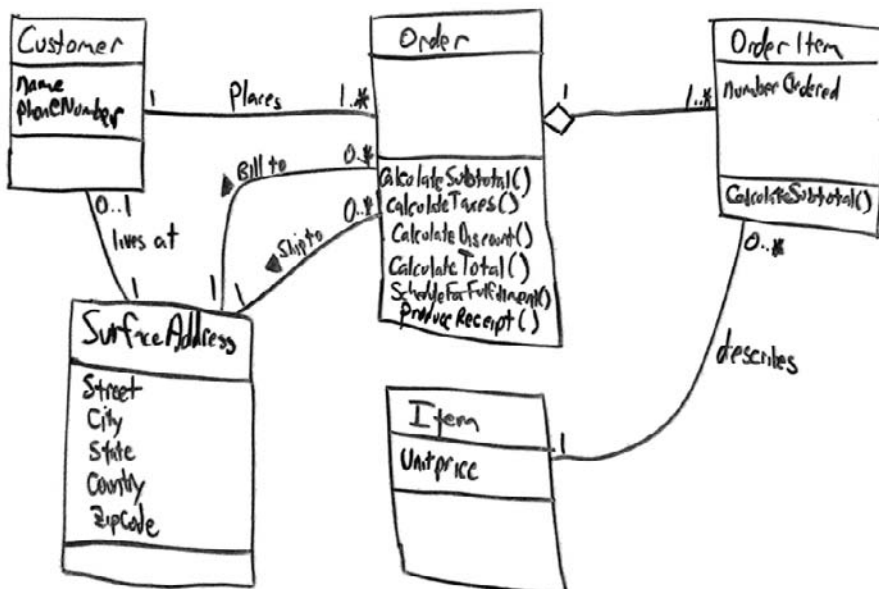 Customer
name
phoneNumber
1
Places
1..*
Order
CalculateSubtotal()
CalculateTaxes()
CalculateDiscount()
CalculateTotal()
ScheduleForFulfillment()
ProduceReceipt()
1
1..*
OrderItem
numberOrdered
CalculateSubtotal()
0..*
Bill to
0..*
Ship to
0..*
0..1
lives at
1
1
1
SurfaceAddress
Street
City
State
Country
ZipCode
Item
Unitprice
1
describes